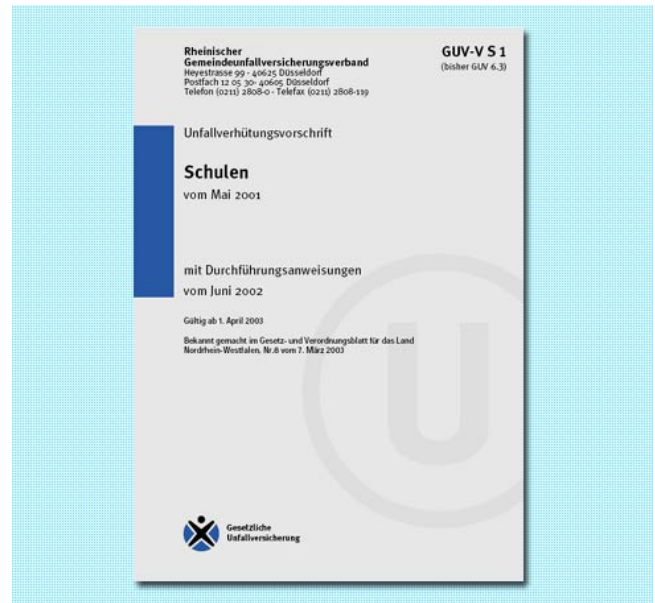 Rheinischer
Gemeindeunfallversicherungsverband
Heyestrasse 99 - 40625 Düsseldorf
Postfach 12 05 30- 40605 Düsseldorf
Telefon (0211) 2808-0 - Telefax (0211) 2808-119
GUV-V S 1
(bisher GUV 6.3)
Unfallverhütungsvorschrift
Schulen
vom Mai 2001
mit Durchführungsanweisungen
vom Juni 2002
Gültig ab 1. April 2003
Bekannt gemacht im Gesetz- und Verordnungsblatt für das Land
Nordrhein-Westfalen, Nr.8 vom 7. März 2003
U
Gesetzliche
Unfallversicherung